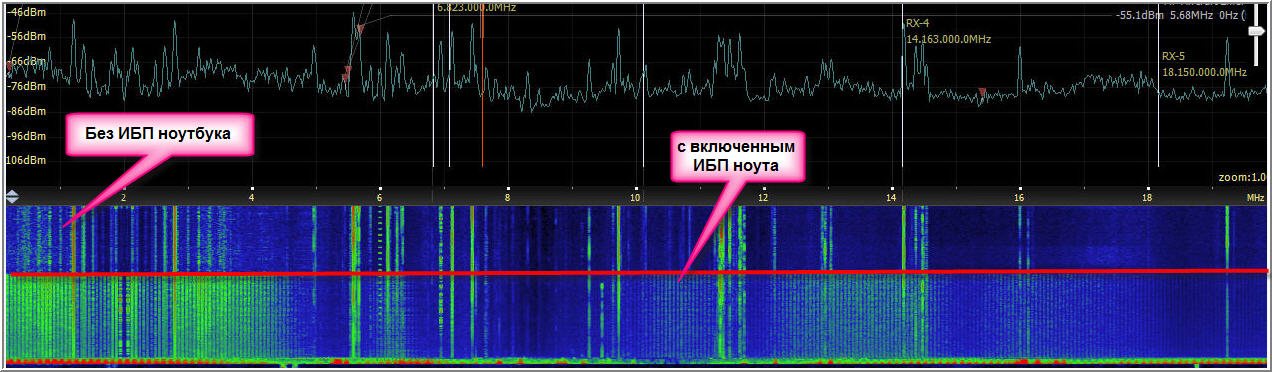 -46dBm
6.823.000.0MHz
-55.1dBm 5.68MHz 0Hz (
-56dBm
RX-4
14.163.000.0MHz
-66dBm
RX-5
18.150.000.0MHz
-76dBm
-86dBm
-96dBm
106dBm
Без ИБП ноутбука
с включенным
ИБП ноута
zoom:1.0
2 4 6 8 10 12 14 16 18 MHz